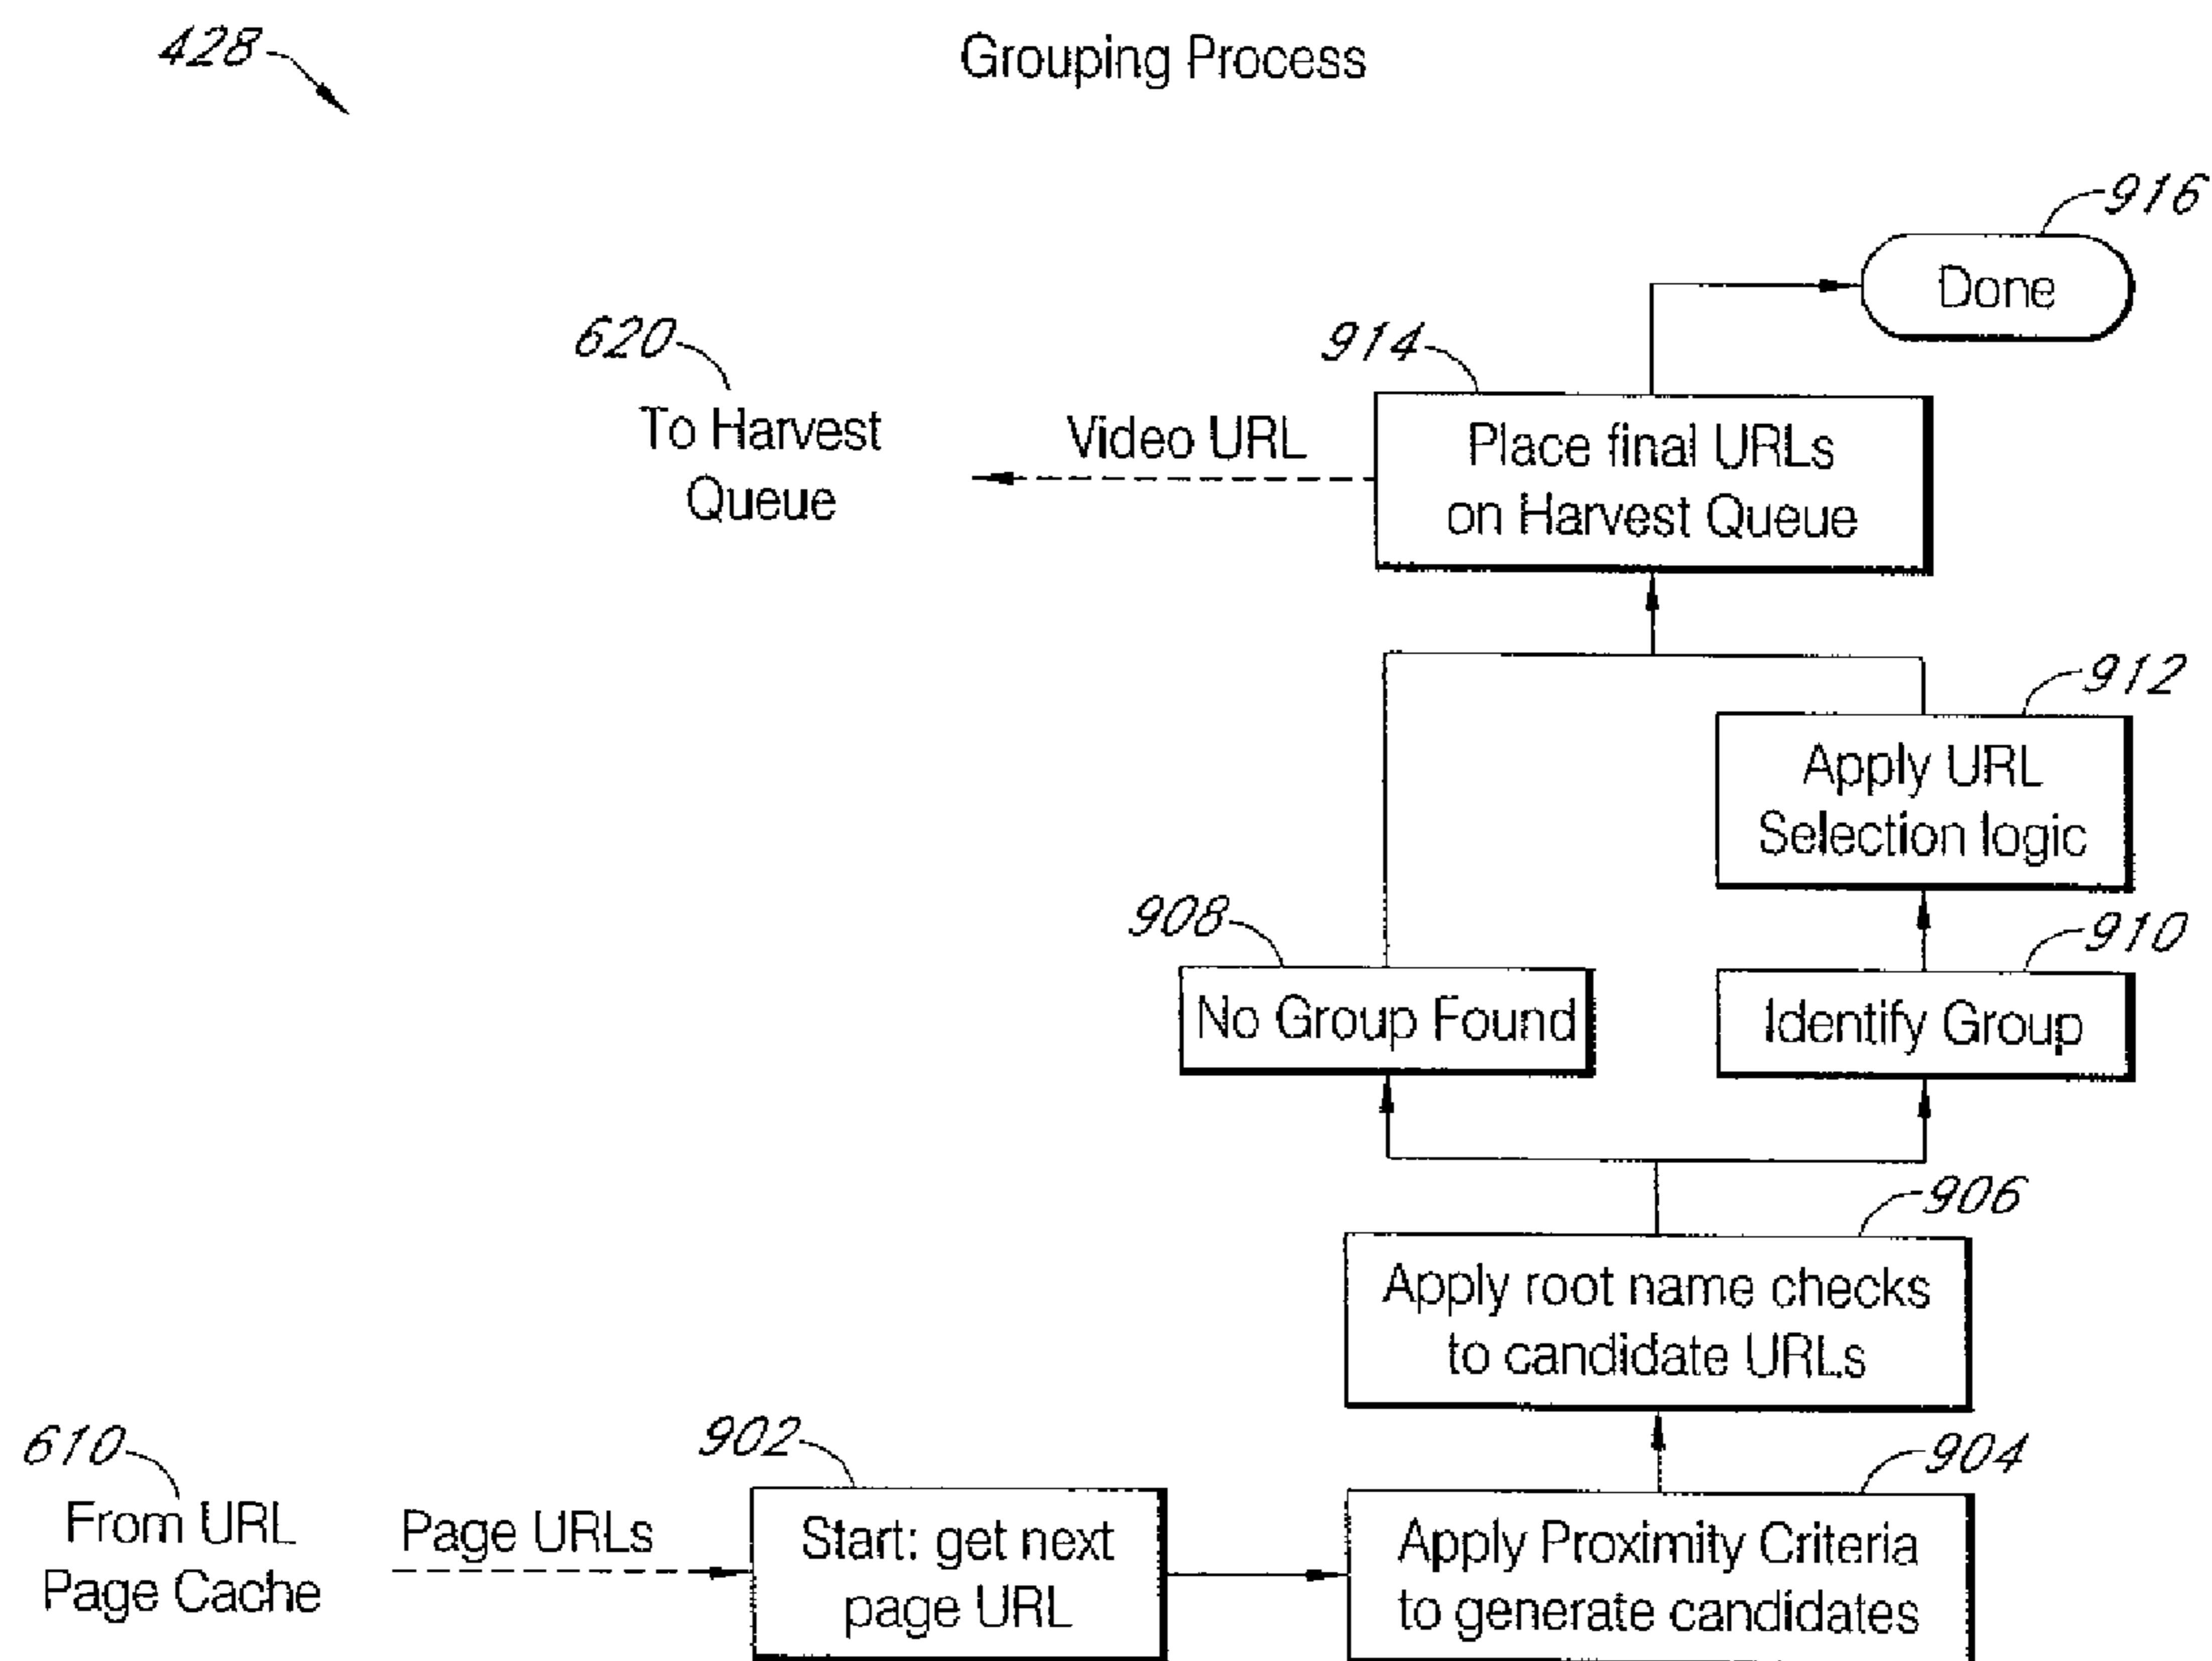 428
Grouping Process
916
Done
620
914
To Harvest
Queue
Video URL
Place final URLs
on Harvest Queue
912
Apply URL
Selection logic
908
910
No Group Found
Identify Group
906
Apply root name checks
to candidate URLs
610
902
904
From URL
Page Cache
Page URLs
Start: get next
page URL
Apply Proximity Criteria
to generate candidates